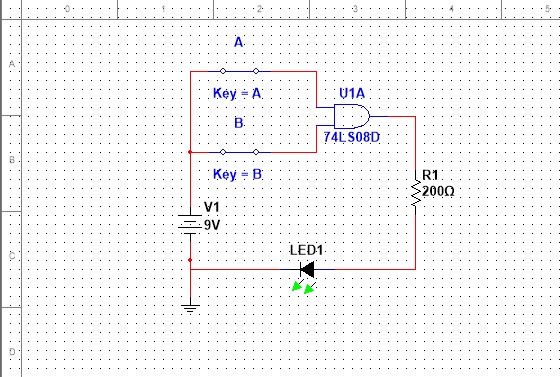 0 1 2 3 4 5
A
A
Key = A
U1A
B
74LS08D
B
Key = B
R1
200Ω
V1
9V
C
LED1
D